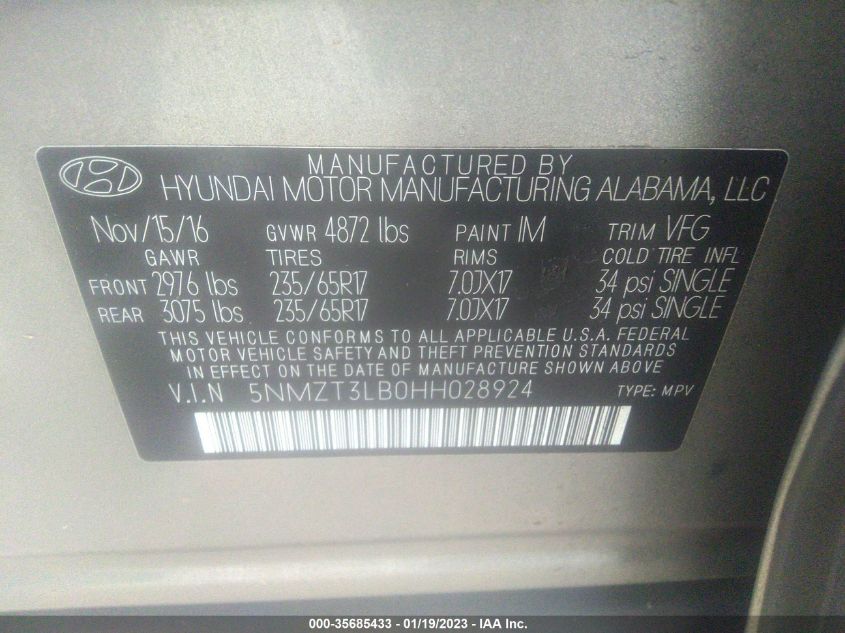 MANUFACTURED BY
HYUNDAI MOTOR MANUFACTURING ALABAMA, LLC
Nov/15/16 GVWR 4872 lbs PAINT IM TRIM VFG
GAWR TIRES RIMS COLD TIRE INFL
FRONT 2976 lbs 235/65R17 7.0JX17 34 psi SINGLE
REAR 3075 lbs 235/65R17 7.0JX17 34 psi SINGLE
THIS VEHICLE CONFORMS TO ALL APPLICABLE U.S.A. FEDERAL
MOTOR VEHICLE SAFETY AND THEFT PREVENTION STANDARDS
IN EFFECT ON THE DATE OF MANUFACTURE SHOWN ABOVE
V.I.N 5NMZT3LB0HH028924 TYPE: MPV
000-35685433 - 01/19/2023 - IAA Inc.